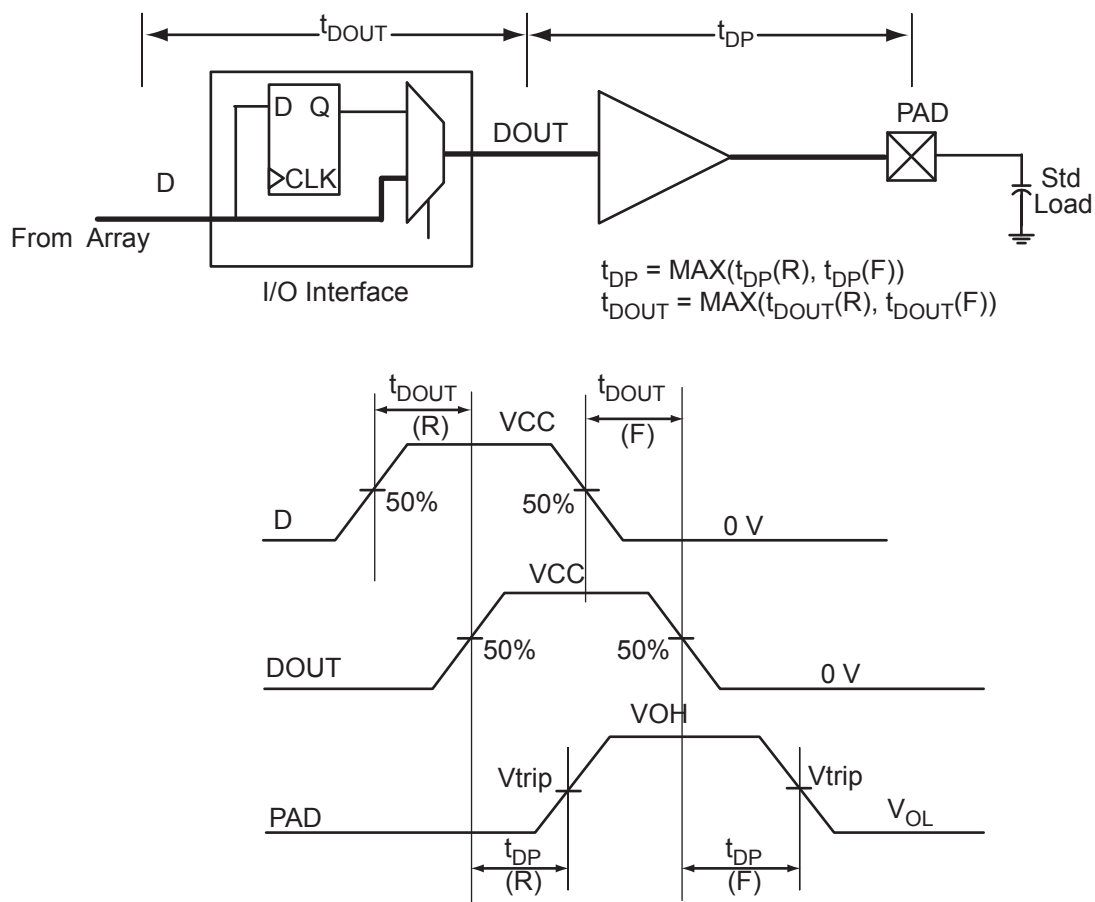 tDOUT
tDP
D Q
CLK
D
From Array
I/O Interface
DOUT
PAD
Std
Load
tDP = MAX(tDP(R), tDP(F))
tDOUT = MAX(tDOUT(R), tDOUT(F))
tDOUT
(R)
VCC
tDOUT
(F)
50%
50%
D
0 V
VCC
50%
50%
DOUT
0 V
VOH
Vtrip
Vtrip
PAD
VOL
tDP
(R)
tDP
(F)